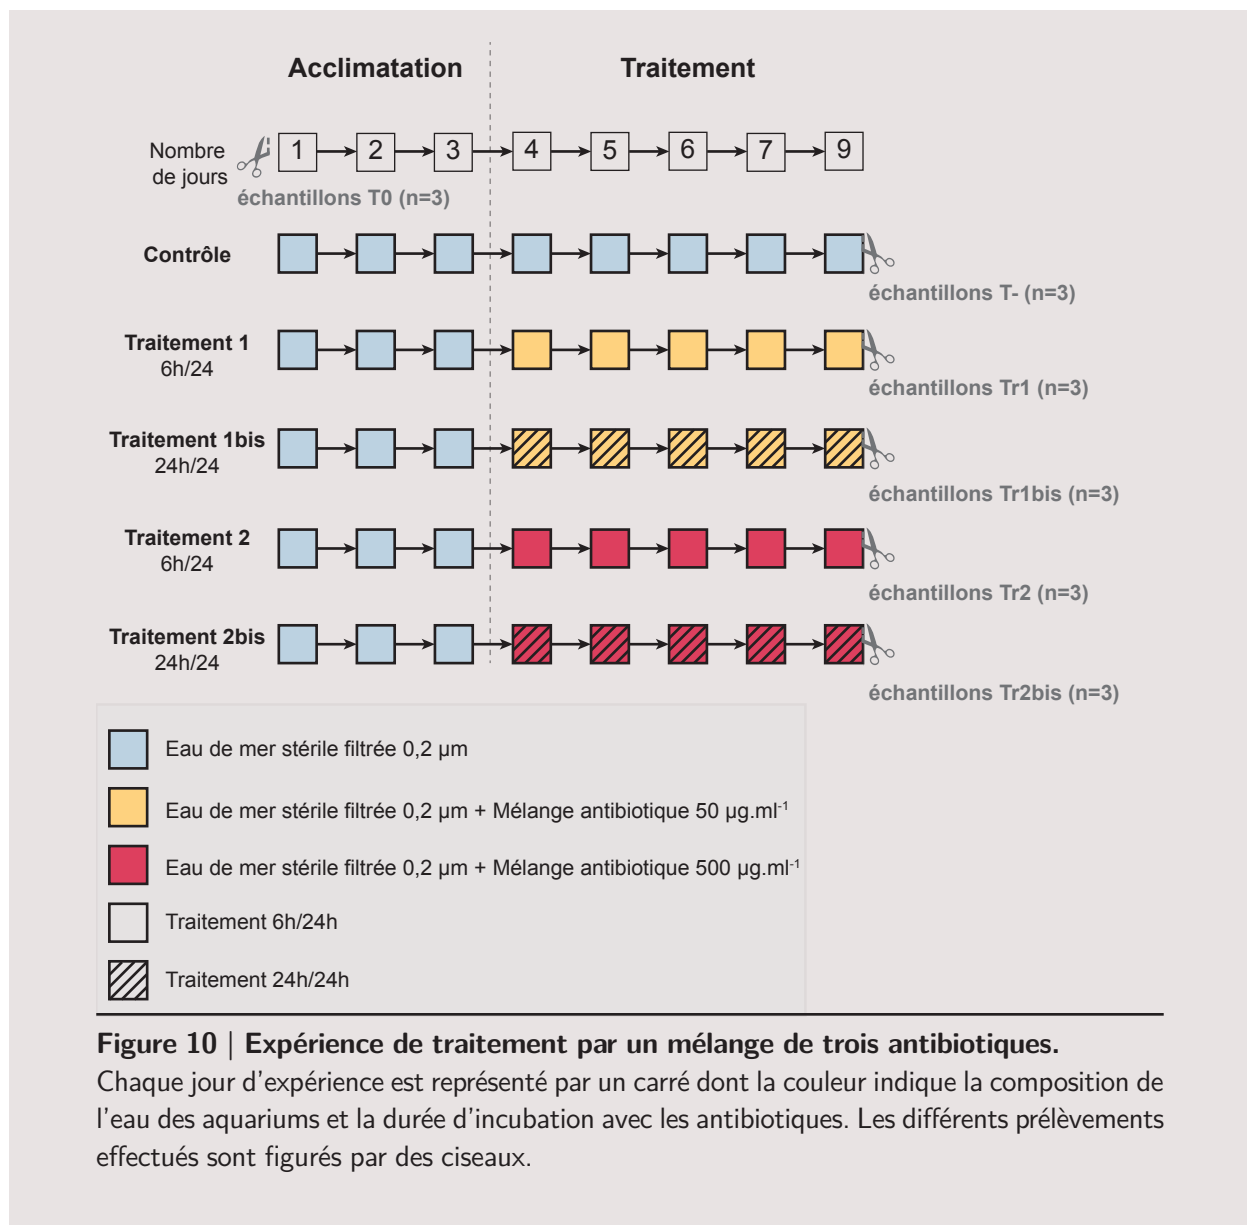 Acclimatation Traitement
Nombre de jours
1 2 3 4 5 6 7 9
échantillons T0 (n=3)
Contrôle
échantillons T- (n=3)
Traitement 1
6h/24
échantillons Tr1 (n=3)
Traitement 1bis
24h/24
échantillons Tr1bis (n=3)
Traitement 2
6h/24
échantillons Tr2 (n=3)
Traitement 2bis
24h/24
échantillons Tr2bis (n=3)
Eau de mer stérile filtrée 0,2 µm
Eau de mer stérile filtrée 0,2 µm + Mélange antibiotique 50 µg.ml⁻¹
Eau de mer stérile filtrée 0,2 µm + Mélange antibiotique 500 µg.ml⁻¹
Traitement 6h/24h
Traitement 24h/24h
Figure 10 | Expérience de traitement par un mélange de trois antibiotiques.
Chaque jour d'expérience est représenté par un carré dont la couleur indique la composition de
l'eau des aquariums et la durée d'incubation avec les antibiotiques. Les différents prélèvements
effectués sont figurés par des ciseaux.